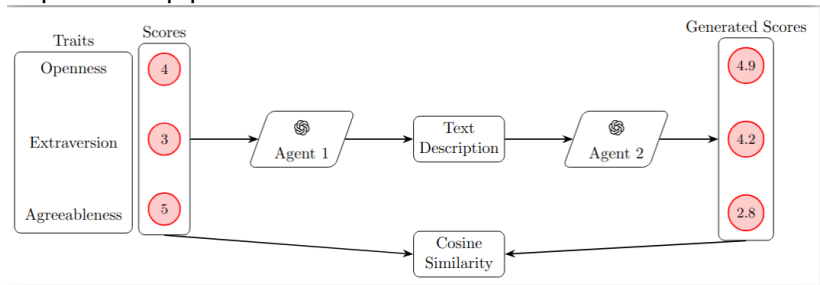 Traits
Scores
Generated Scores
Openness
4
4.9
Extraversion
3
Agent 1
Text
Description
Agent 2
4.2
Agreeableness
5
2.8
Cosine
Similarity